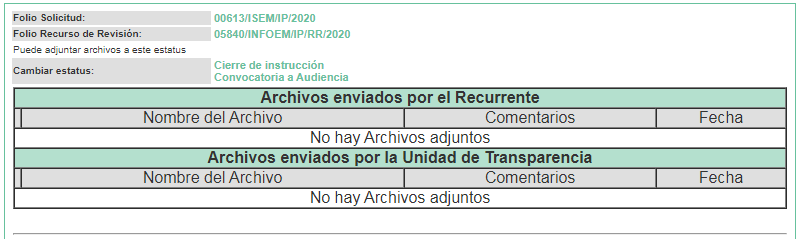 Folio Solicitud: 00613/ISEM/IP/2020
Folio Recurso de Revisión: 05840/INFOEM/IP/RR/2020
Puede adjuntar archivos a este estatus
Cambiar estatus: Cierre de instrucción
Convocatoria a Audiencia
Archivos enviados por el Recurrente
Nombre del Archivo Comentarios Fecha
No hay Archivos adjuntos
Archivos enviados por la Unidad de Transparencia
Nombre del Archivo Comentarios Fecha
No hay Archivos adjuntos